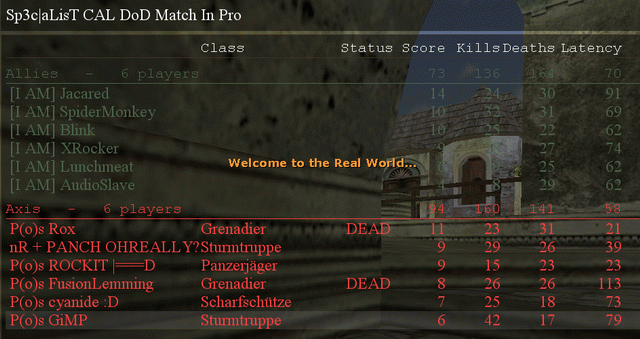 Sp3c|aLisT CAL DoD Match In Pro
Class Status Score Kills Deaths Latency
Allies - 6 players 73 136 164 70
[I AM] Jacared 14 24 30 91
[I AM] SpiderMonkey 10 32 31 69
[I AM] Blink 10 25 22 62
[I AM] XRocker 27 74
[I AM] Lunchmeat 25 62
[I AM] AudioSlave 8 29 62
Welcome to the Real World...
Axis - 6 players 94 160 141 58
P(o)s Rox Grenadier DEAD 11 23 31 21
nR + PANCH OHREALLY? Sturmtruppe 9 29 26 39
P(o)s ROCKIT |═══D Panzerjäger 9 15 23 23
P(o)s FusionLemming Grenadier DEAD 8 26 26 113
P(o)s cyanide :D Scharfschütze 7 25 18 73
P(o)s GiMP Sturmtruppe 6 42 17 79